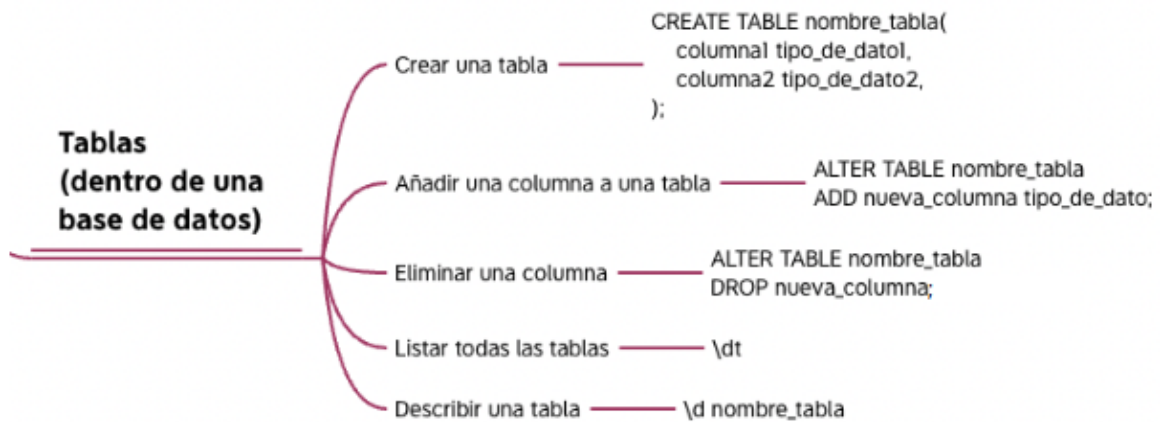 Tablas
(dentro de una
base de datos)
Crear una tabla
CREATE TABLE nombre_tabla(
columna1 tipo_de_dato1,
columna2 tipo_de_dato2,
);
Añadir una columna a una tabla
ALTER TABLE nombre_tabla
ADD nueva_columna tipo_de_dato;
Eliminar una columna
ALTER TABLE nombre_tabla
DROP nueva_columna;
Listar todas las tablas
\dt
Describir una tabla
\d nombre_tabla